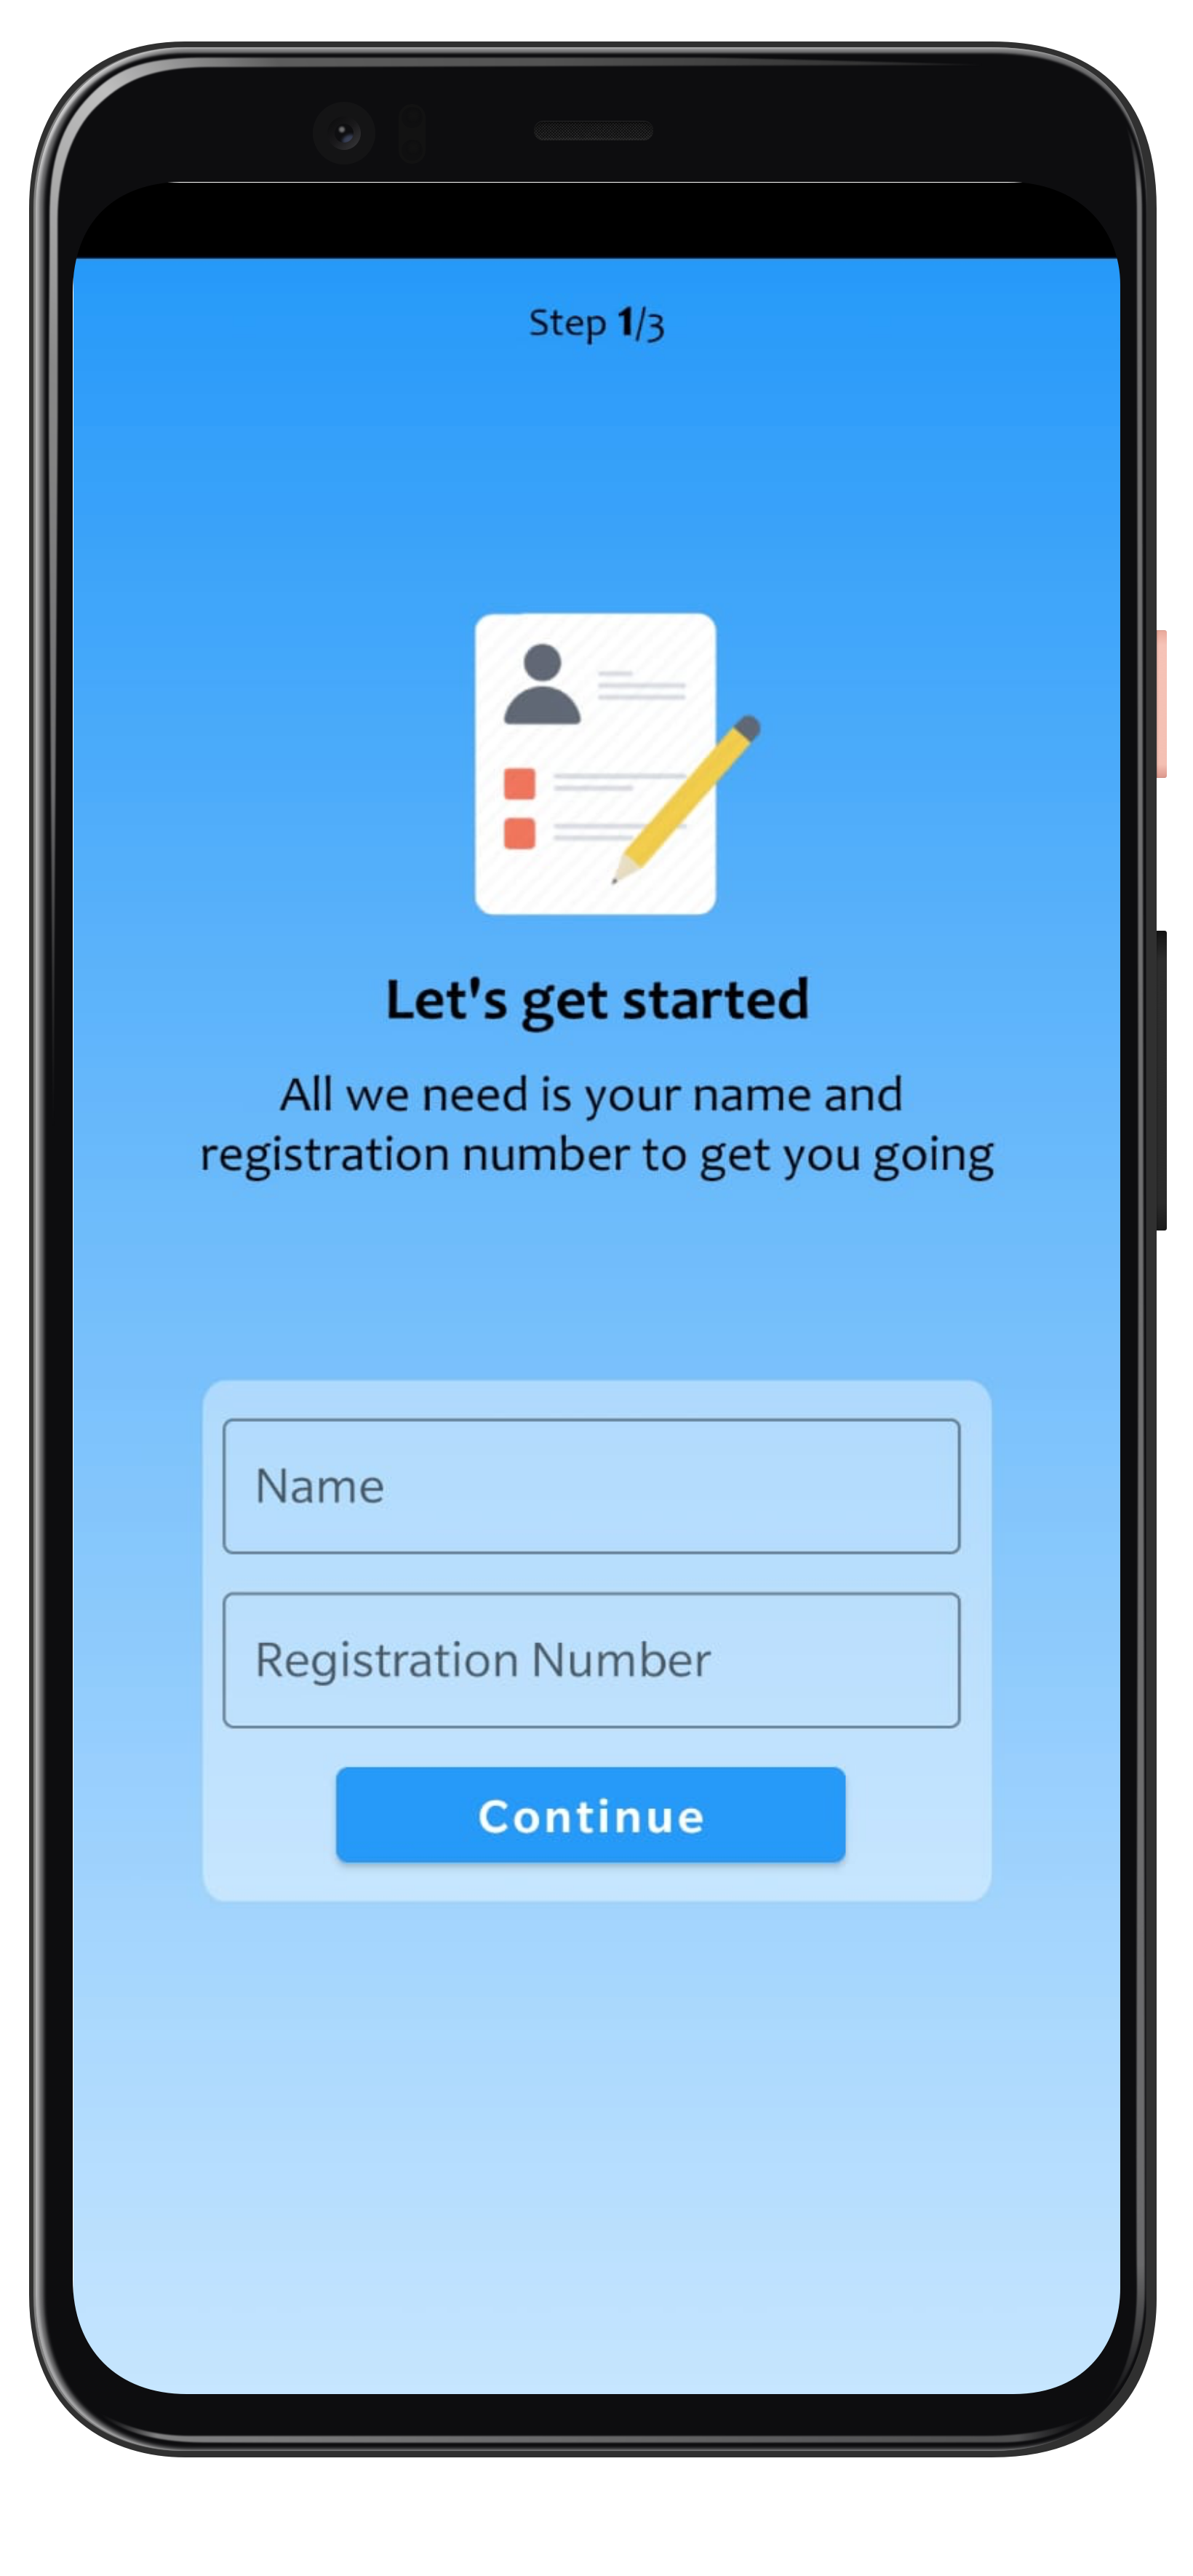 Step 1/3
Let's get started
All we need is your name and
registration number to get you going
Name
Registration Number
Continue